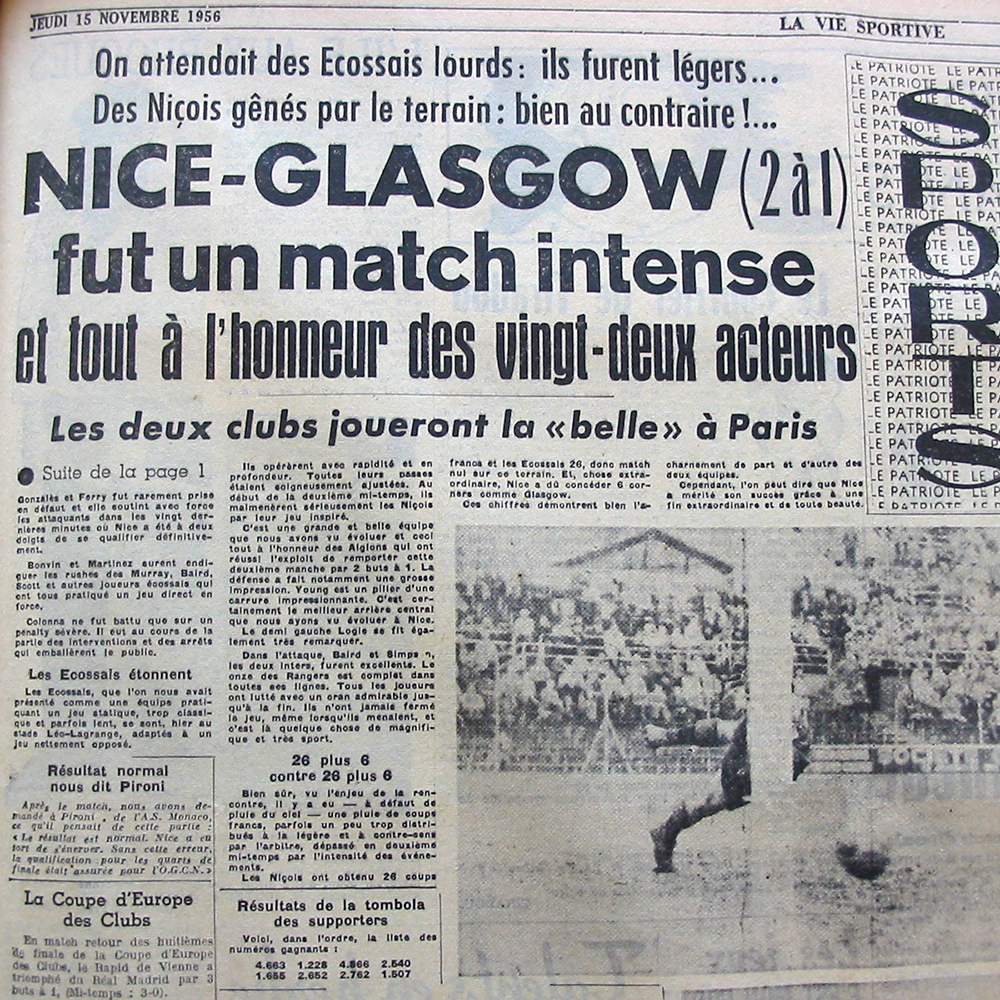 JEUDI 15 NOVEMBRE 1956
LA VIE SPORTIVE
On attendait des Ecossais lourds : ils furent légers...
Des Niçois gênés par le terrain : bien au contraire !...
NICE-GLASGOW (2 à 1)
fut un match intense
et tout à l'honneur des vingt-deux acteurs
Les deux clubs joueront la «belle» à Paris
Suite de la page 1
Gonzalès et Ferry fut rarement prise
en défaut et elle soutint avec force
les attaquants dans les vingt der-
nières minutes où Nice a été à deux
doigts de se qualifier définitive-
ment.
Bonvin et Martinez surent endi-
guer les rushes des Murray, Baird,
Scott et autres joueurs écossais qui
ont tous pratiqué un jeu direct en
force.
Colonna ne fut battu que sur un
penalty sévère. Il eut au cours de la
partie des interventions et des arrêts
qui emballèrent le public.
Les Ecossais étonnent
Les Ecossais, que l'on nous avait
présenté comme une équipe prati-
quant un jeu statique, trop classi-
que et parfois lent, se sont, hier au
stade Léo-Lagrange, adaptés à un
jeu nettement opposé.
Résultat normal
nous dit Pironi
Après le match, nous avons de-
mandé à Pironi, de l'A.S. Monaco,
ce qu'il pensait de cette partie :
« Le résultat est normal. Nice a eu
tort de s'énerver. Sans cette erreur,
la qualification pour les quarts de
finale était assurée pour l'O.G.C.N.»
La Coupe d'Europe
des Clubs
En match retour des huitièmes
de finale de la Coupe d'Europe
des Clubs, le Rapid de Vienne a
triomphé du Réal Madrid par 3
buts à 1. (Mi-temps : 3-0).
Ils opérèrent avec rapidité et en
profondeur. Toutes leurs passes
étaient soigneusement ajustées. Au
début de la deuxième mi-temps, ils
malmenèrent sérieusement les Niçois
par leur jeu inspiré.
C'est une grande et belle équipe
que nous avons vu évoluer et ceci
tout à l'honneur des Aiglons qui ont
réussi l'exploit de remporter cette
deuxième manche par 2 buts à 1. La
défense a fait notamment une grosse
impression. Young est un pilier d'une
carrure impressionnante. C'est cer-
tainement le meilleur arrière central
que nous ayons vu évoluer à Nice.
Le demi gauche Logie se fit éga-
lement très remarquer.
Dans l'attaque, Baird et Simps n,
les deux inters, furent excellents. Le
onze des Rangers est complet dans
toutes ses lignes. Tous les joueurs
ont lutté avec un cran admirable jus-
qu'à la fin. Ils n'ont jamais fermé
le jeu, même lorsqu'ils menaient, et
c'est là quelque chose de magnifi-
que et très sport.
26 plus 6
contre 26 plus 6
Bien sûr, vu l'enjeu de la ren-
contre, il y a eu — à défaut de
pluie du ciel — une pluie de coups
francs, parfois un peu trop distri-
bués à la légère et à contre-sens
par l'arbitre, dépassé en deuxième
mi-temps par l'intensité des événe-
ments.
Les Niçois ont obtenu 26 coups
Résultats de la tombola
des supporters
Voici, dans l'ordre, la liste des
numéros gagnants :
4.663 1.228 4.866 2.540
1.655 2.652 2.762 1.507
francs et les Ecossais 26, donc match
nul sur ce terrain. Et, chose extra-
ordinaire, Nice a dû concéder 6 cor-
ners comme Glasgow.
Ces chiffres démontrent bien l'a-
charnement de part et d'autre des
deux équipes.
Cependant, l'on peut dire que Nice
a mérité son succès grâce à une
fin extraordinaire et de toute beauté.
LE PATRIOTE
SPORTS